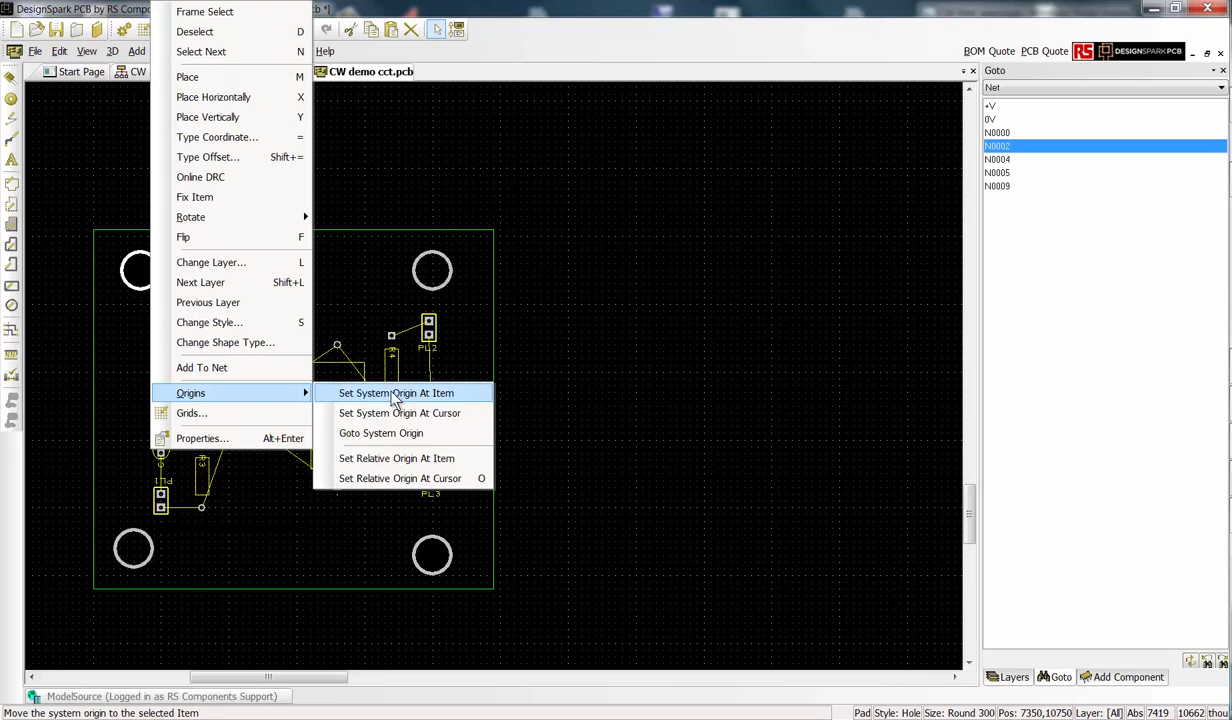 DesignSpark PCB by RS Compo
b *]
File
Edit
View
3D
Add
Help
BOM Quote
PCB Quote
RS
DESIGNSPARK PCB
Start Page
CW
CW demo cct.pcb
Frame Select
Deselect D
Select Next N
Place M
Place Horizontally X
Place Vertically Y
Type Coordinate... =
Type Offset... Shift+=
Online DRC
Fix Item
Rotate
Flip F
Change Layer... L
Next Layer Shift+L
Previous Layer
Change Style... S
Change Shape Type...
Add To Net
Origins
Grids...
Properties... Alt+Enter
Set System Origin At Item
Set System Origin At Cursor
Goto System Origin
Set Relative Origin At Item
Set Relative Origin At Cursor O
R4
PL2
R3
PL1
PL3
Goto
Net
+V
0V
N0000
N0002
N0004
N0005
N0009
Layers
Goto
Add Component
ModelSource (Logged in as RS Components Support)
Move the system origin to the selected Item
Pad Style: Hole Size: Round 300 Pos: 7350,10750 Layer: [All] Abs 7419 10662 thou